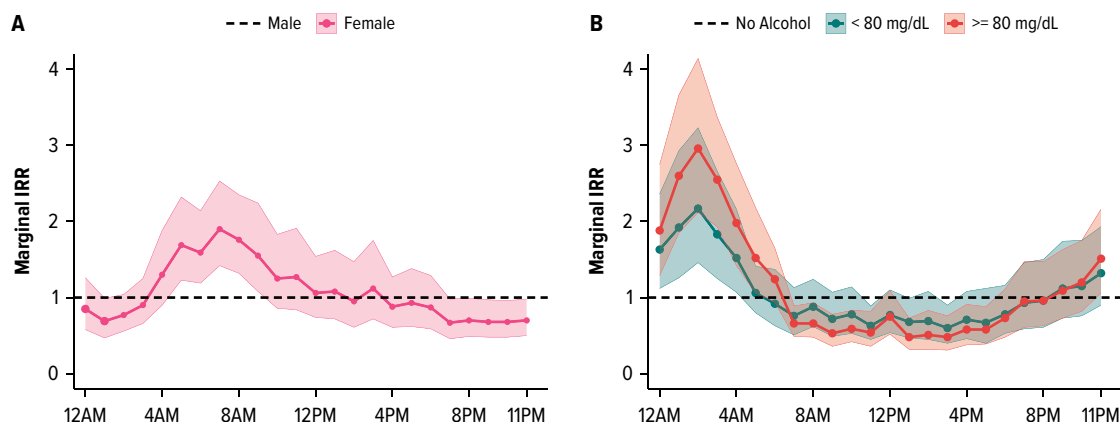 A
Male
Female
Marginal IRR
4
3
2
1
0
12AM
4AM
8AM
12PM
4PM
8PM
11PM
B
No Alcohol
< 80 mg/dL
>= 80 mg/dL
Marginal IRR
4
3
2
1
0
12AM
4AM
8AM
12PM
4PM
8PM
11PM